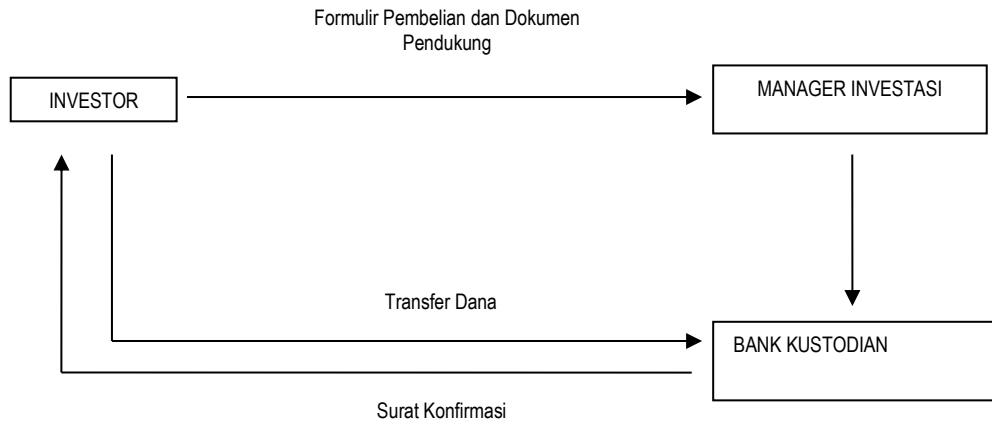 Formulir Pembelian dan Dokumen
Pendukung
INVESTOR
MANAGER INVESTASI
Transfer Dana
BANK KUSTODIAN
Surat Konfirmasi